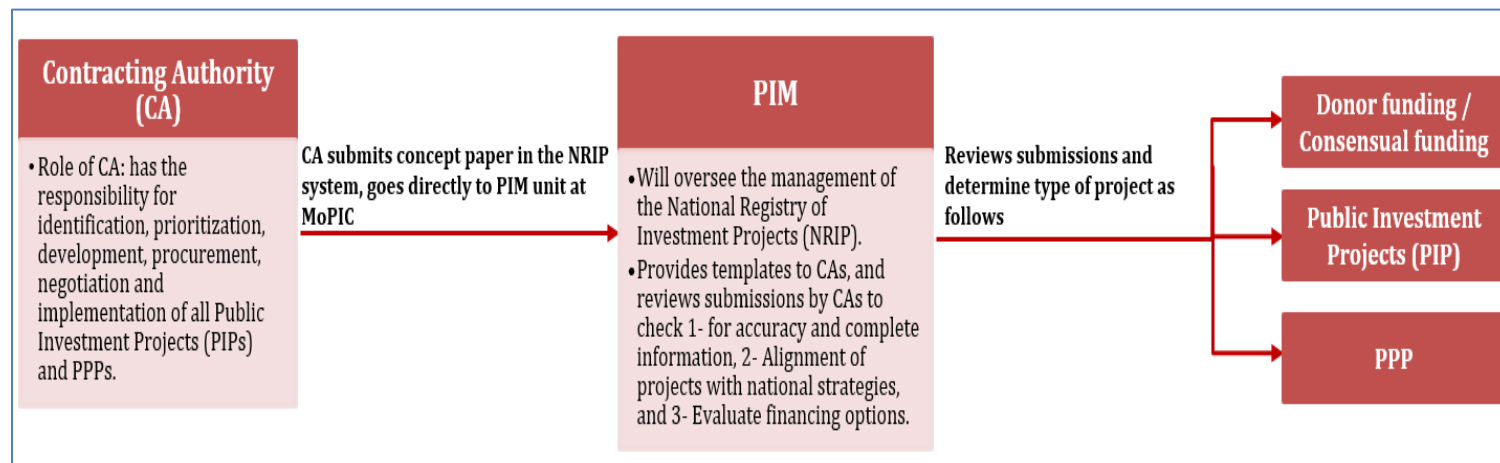 Contracting Authority
(CA)
• Role of CA: has the
responsibility for
identification, prioritization,
development, procurement,
negotiation and
implementation of all Public
Investment Projects (PIPs)
and PPPs.
CA submits concept paper in the NRIP
system, goes directly to PIM unit at
MoPIC
PIM
• Will oversee the management of
the National Registry of
Investment Projects (NRIP).
• Provides templates to CAs, and
reviews submissions by CAs to
check 1- for accuracy and complete
information, 2- Alignment of
projects with national strategies,
and 3- Evaluate financing options.
Reviews submissions and
determine type of project as
follows
Donor funding /
Consensual funding
Public Investment
Projects (PIP)
PPP